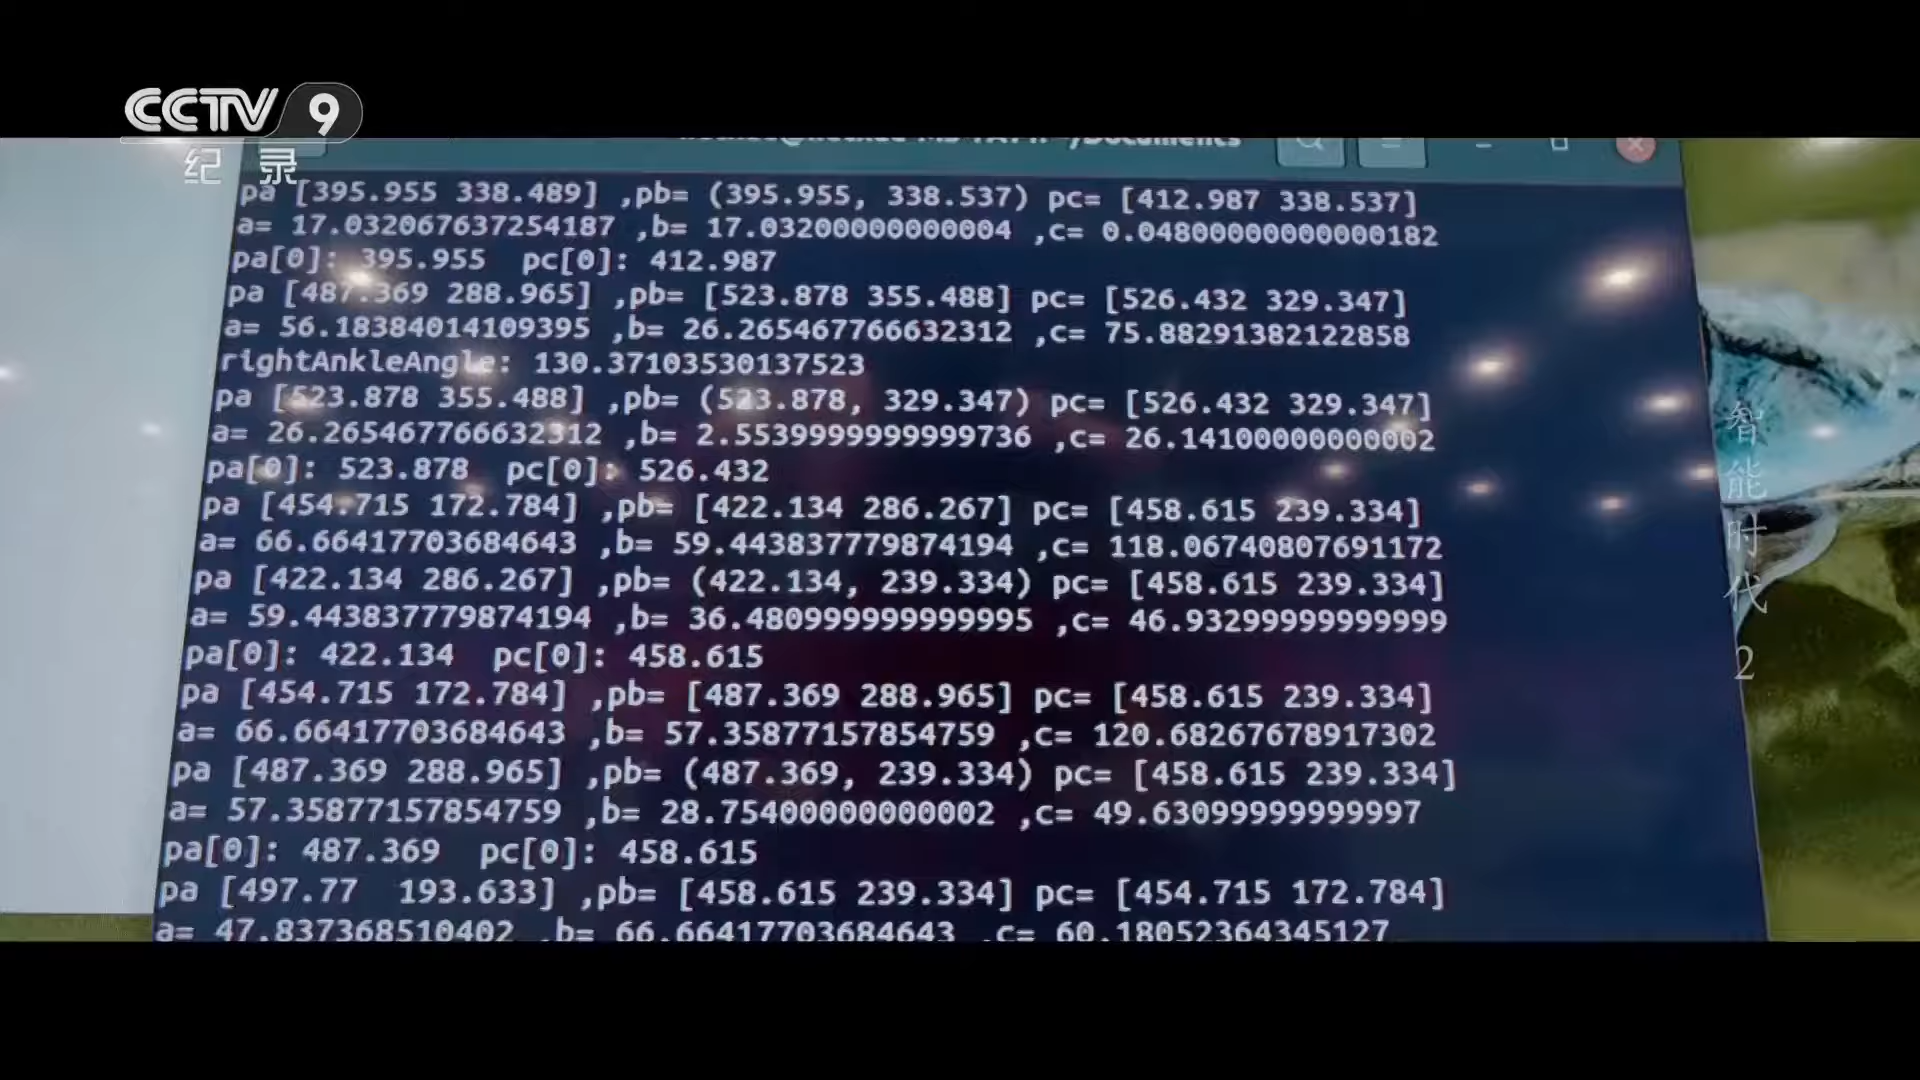 CCTV 9
纪 录
pa [395.955 338.489] ,pb= (395.955, 338.537) pc= [412.987 338.537]
a= 17.032067637254187 ,b= 17.03200000000004 ,c= 0.04800000000000182
pa[0]: 395.955 pc[0]: 412.987
pa [487.369 288.965] ,pb= [523.878 355.488] pc= [526.432 329.347]
a= 56.18384014109395 ,b= 26.265467766632312 ,c= 75.88291382122858
rightAnkleAngle: 130.37103530137523
pa [523.878 355.488] ,pb= (523.878, 329.347) pc= [526.432 329.347]
a= 26.265467766632312 ,b= 2.5539999999999736 ,c= 26.14100000000002
pa[0]: 523.878 pc[0]: 526.432
pa [454.715 172.784] ,pb= [422.134 286.267] pc= [458.615 239.334]
a= 66.66417703684643 ,b= 59.443837779874194 ,c= 118.06740807691172
pa [422.134 286.267] ,pb= (422.134, 239.334) pc= [458.615 239.334]
a= 59.443837779874194 ,b= 36.480999999999995 ,c= 46.93299999999999
pa[0]: 422.134 pc[0]: 458.615
pa [454.715 172.784] ,pb= [487.369 288.965] pc= [458.615 239.334]
a= 66.66417703684643 ,b= 57.35877157854759 ,c= 120.68267678917302
pa [487.369 288.965] ,pb= (487.369, 239.334) pc= [458.615 239.334]
a= 57.35877157854759 ,b= 28.75400000000002 ,c= 49.63099999999997
pa[0]: 487.369 pc[0]: 458.615
pa [497.77 193.633] ,pb= [458.615 239.334] pc= [454.715 172.784]
a= 47.837368510402 ,b= 66.66417703684643 ,c= 60.18052364345127
智能时代2